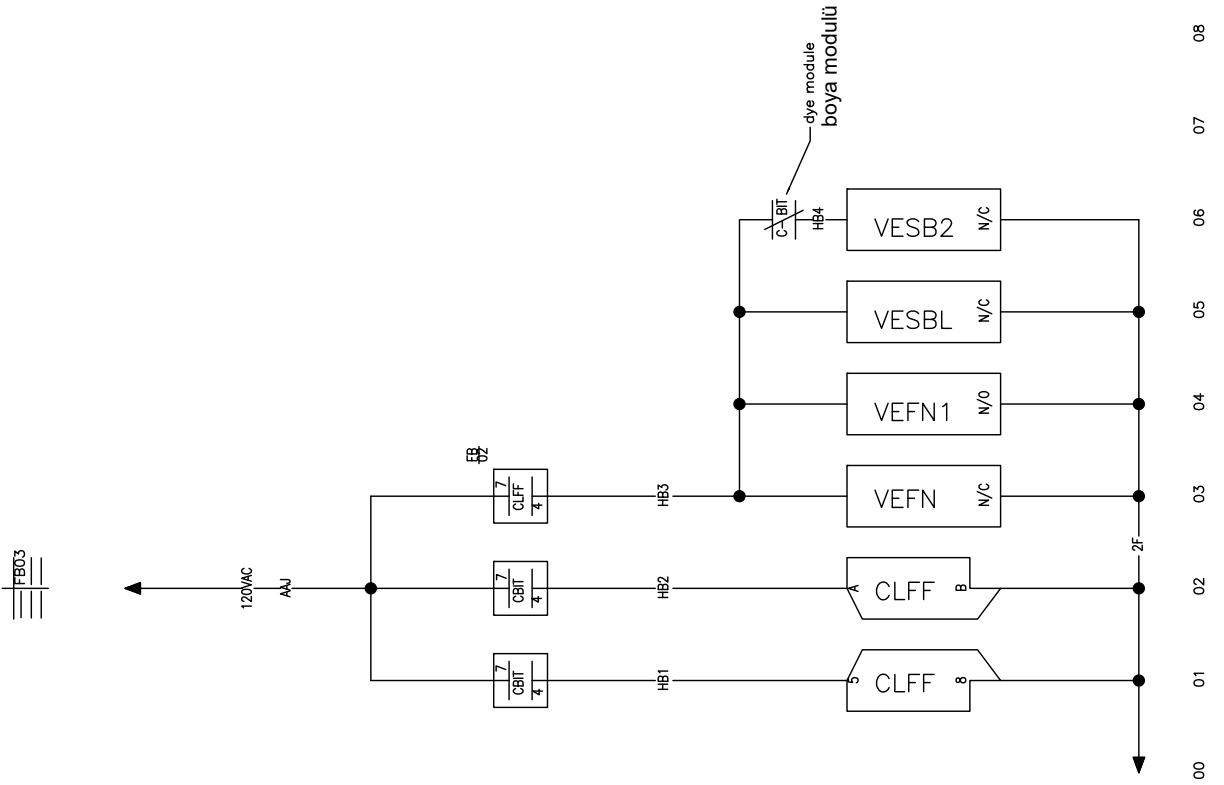 FB03
120VAC
AAJ
EB
02
7
CLFF
4
HB3
7
CBIT
4
HB2
7
CBIT
4
HB1
dye module
boya modulü
C-BIT
HB4
VESB2
N/C
VESBL
N/C
VEFN1
N/O
VEFN
N/C
A
CLFF
B
5
CLFF
8
2F
08
07
06
05
04
03
02
01
00